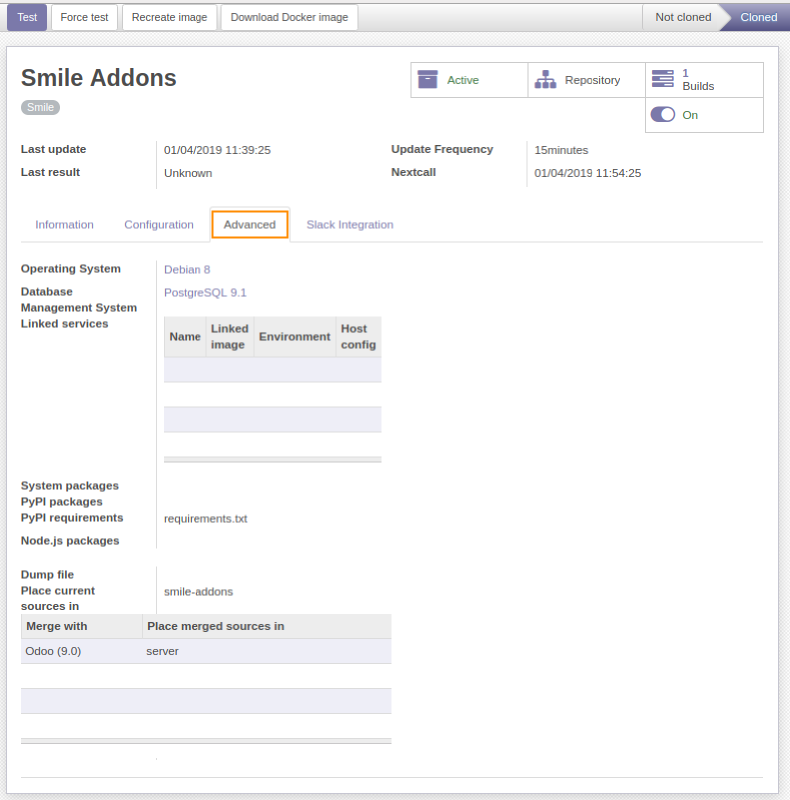 Test Force test Recreate image Download Docker image Not cloned Cloned
Smile Addons
Smile
Active Repository 1 Builds
On
Last update 01/04/2019 11:39:25 Update Frequency 15minutes
Last result Unknown Nextcall 01/04/2019 11:54:25
Information Configuration Advanced Slack Integration
Operating System Debian 8
Database PostgreSQL 9.1
Management System
Linked services
Name Linked image Environment Host config
System packages
PyPI packages
PyPI requirements requirements.txt
Node.js packages
Dump file
Place current smile-addons
sources in
Merge with Place merged sources in
Odoo (9.0) server